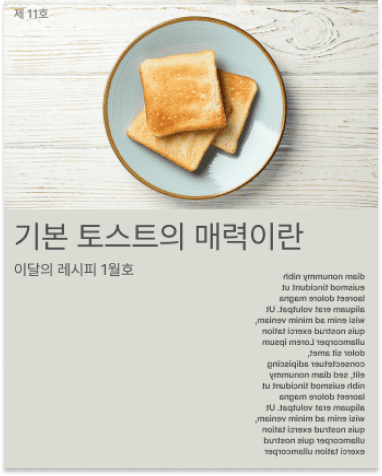 제 11호
기본 토스트의 매력이란
이달의 레시피 1월호
diam nonummy nibh
euismod tincidunt ut
laoreet dolore magna
aliquam erat volutpat. Ut
wisi enim ad minim veniam,
quis nostrud exerci tation
ullamcorper Lorem ipsum
dolor sit amet,
consectetuer adipiscing
elit, sed diam nonummy
nibh euismod tincidunt ut
laoreet dolore magna
aliquam erat volutpat. Ut
wisi enim ad minim veniam,
quis nostrud exerci tation
ullamcorper quis nostrud
exerci tation ullamcorper